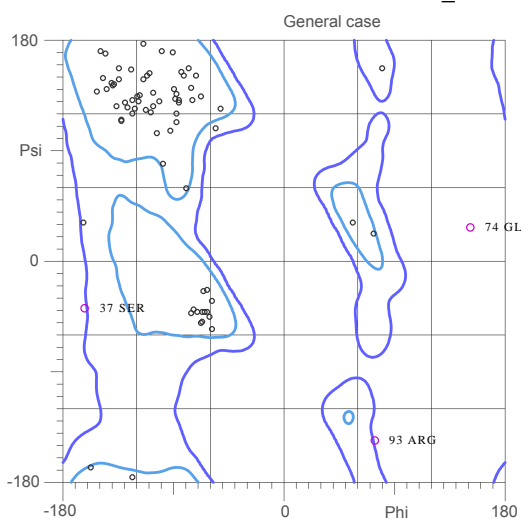 General case
180
Psi
74 GL
0
37 SER
93 ARG
-180
-180
0
Phi
180